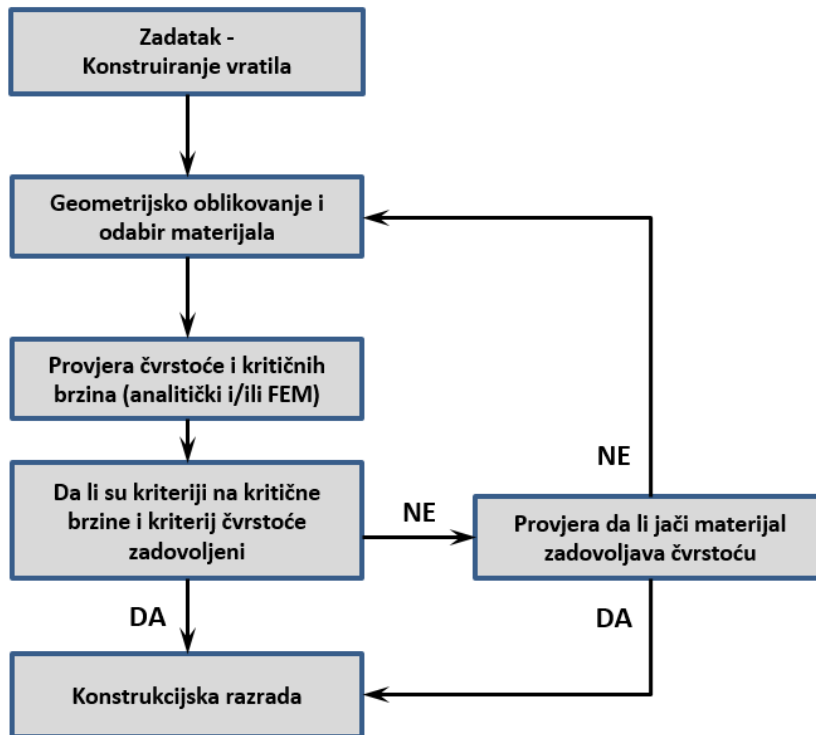 Zadatak -
Konstruiranje vratila
Geometrijsko oblikovanje i
odabir materijala
Provjera čvrstoće i kritičnih
brzina (analitički i/ili FEM)
Da li su kriteriji na kritične
brzine i kriterij čvrstoće
zadovoljeni
NE
Provjera da li jači materijal
zadovoljava čvrstoću
NE
DA
DA
Konstrukcijska razrada